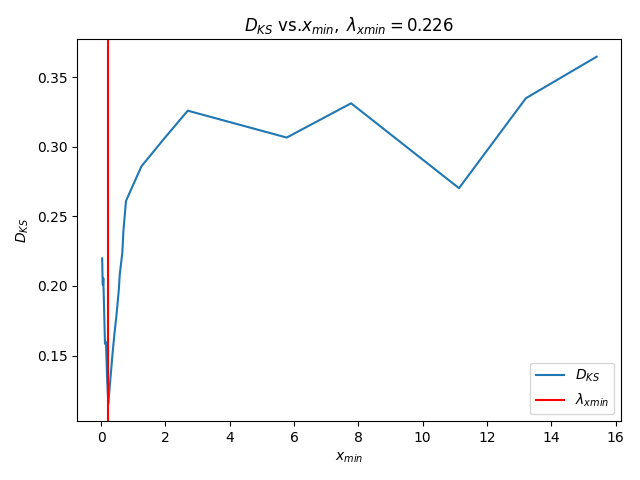 D_KS vs.x_min, λ_xmin = 0.226
0.35
0.30
0.25
0.20
0.15
D_KS
0 2 4 6 8 10 12 14 16
x_min
D_KS
λ_xmin